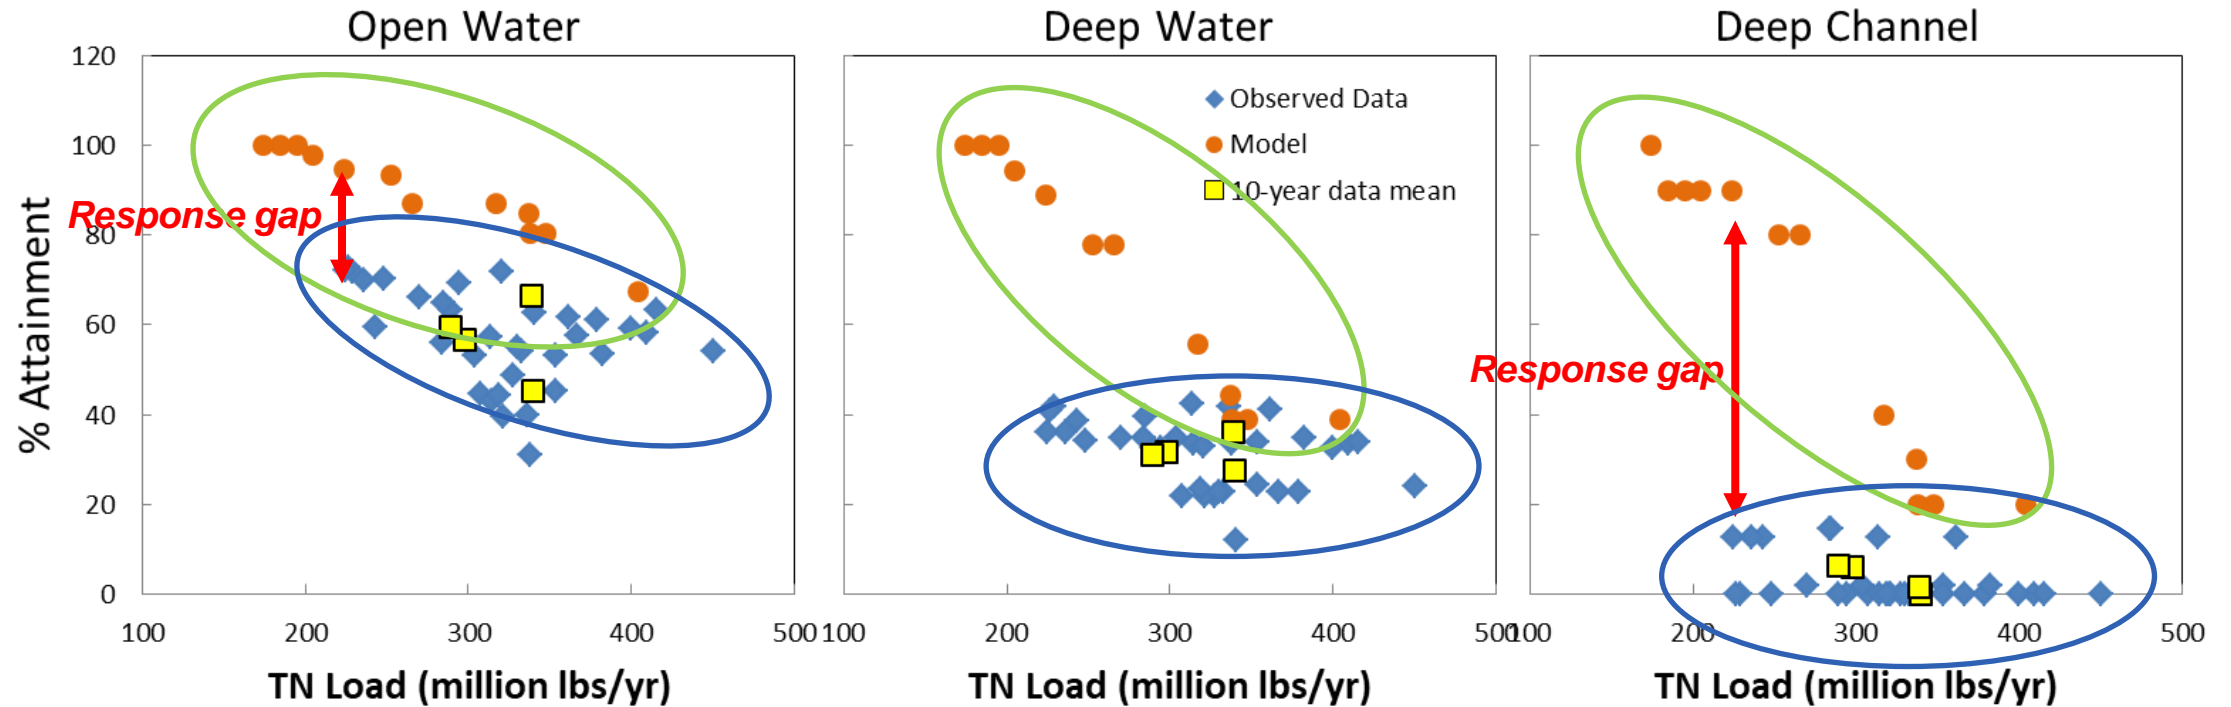 Open Water
Deep Water
Deep Channel
% Attainment
120
100
80
60
40
20
0
Response gap
Observed Data
Model
10-year data mean
Response gap
100 200 300 400 500
100 200 300 400 500
100 200 300 400 500
TN Load (million lbs/yr)
TN Load (million lbs/yr)
TN Load (million lbs/yr)